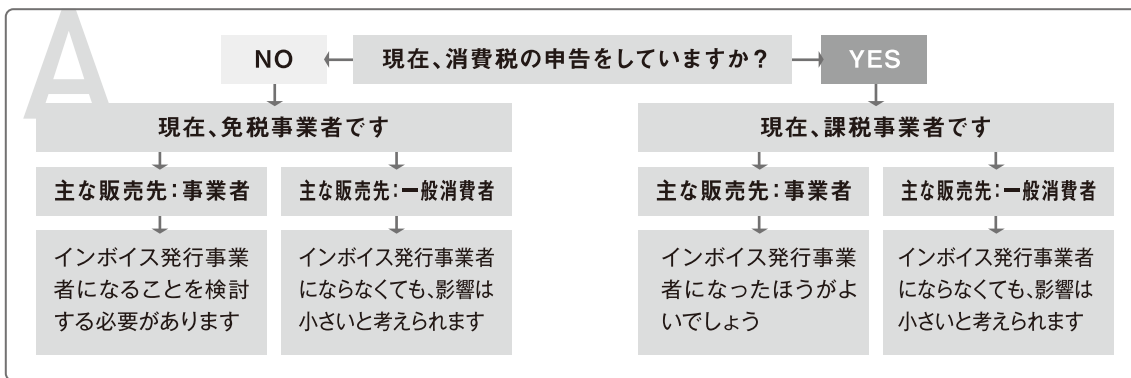 A
NO
現在、消費税の申告をしていますか？
YES
現在、免税事業者です
現在、課税事業者です
主な販売先：事業者
主な販売先：一般消費者
主な販売先：事業者
主な販売先：一般消費者
インボイス発行事業
者になることを検討
する必要があります
インボイス発行事業者
にならなくても、影響は
小さいと考えられます
インボイス発行事業
者になったほうがよ
いでしょう
インボイス発行事業者
にならなくても、影響は
小さいと考えられます